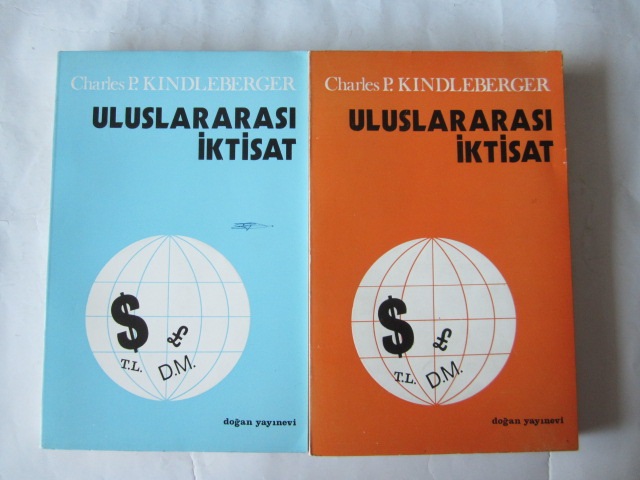 Charles P. KINDLEBERGER
ULUSLARARASI
İKTİSAT
$
T.L.
D.M.
doğan yayınevi
Charles P. KINDLEBERGER
ULUSLARARASI
İKTİSAT
$
T.L.
D.M.
doğan yayınevi